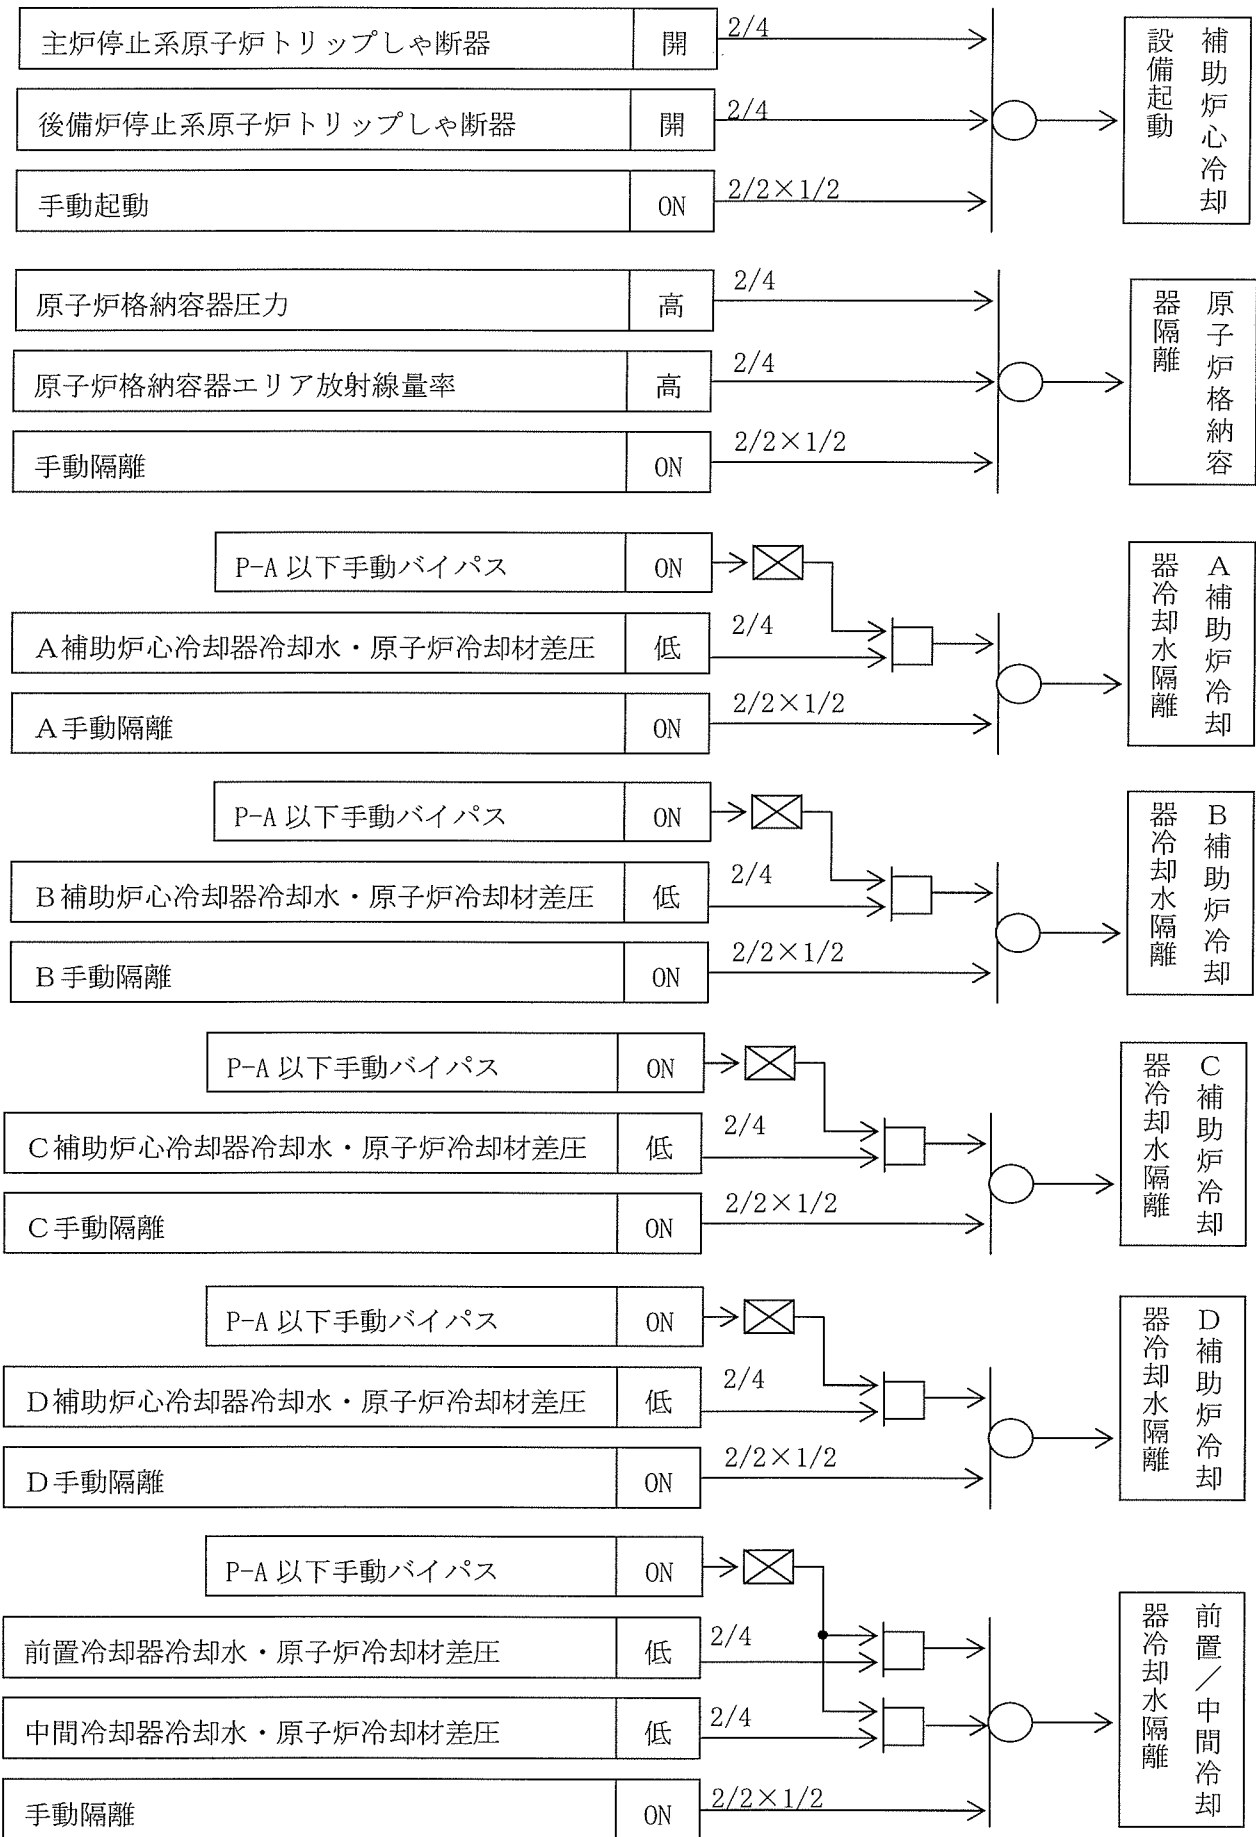 主炉停止系原子炉トリップしゃ断器 開 2/4
後備炉停止系原子炉トリップしゃ断器 開 2/4
手動起動 ON 2/2×1/2
補助炉心冷却
設備起動
原子炉格納容器圧力 高 2/4
原子炉格納容器エリア放射線量率 高 2/4
手動隔離 ON 2/2×1/2
原子炉格納容
器隔離
P-A 以下手動バイパス ON
A補助炉心冷却器冷却水・原子炉冷却材差圧 低 2/4
A手動隔離 ON 2/2×1/2
A補助炉冷却
器冷却水隔離
P-A 以下手動バイパス ON
B補助炉心冷却器冷却水・原子炉冷却材差圧 低 2/4
B手動隔離 ON 2/2×1/2
B補助炉冷却
器冷却水隔離
P-A 以下手動バイパス ON
C補助炉心冷却器冷却水・原子炉冷却材差圧 低 2/4
C手動隔離 ON 2/2×1/2
C補助炉冷却
器冷却水隔離
P-A 以下手動バイパス ON
D補助炉心冷却器冷却水・原子炉冷却材差圧 低 2/4
D手動隔離 ON 2/2×1/2
D補助炉冷却
器冷却水隔離
P-A 以下手動バイパス ON
前置冷却器冷却水・原子炉冷却材差圧 低 2/4
中間冷却器冷却水・原子炉冷却材差圧 低 2/4
手動隔離 ON 2/2×1/2
前置/中間冷却
器冷却水隔離